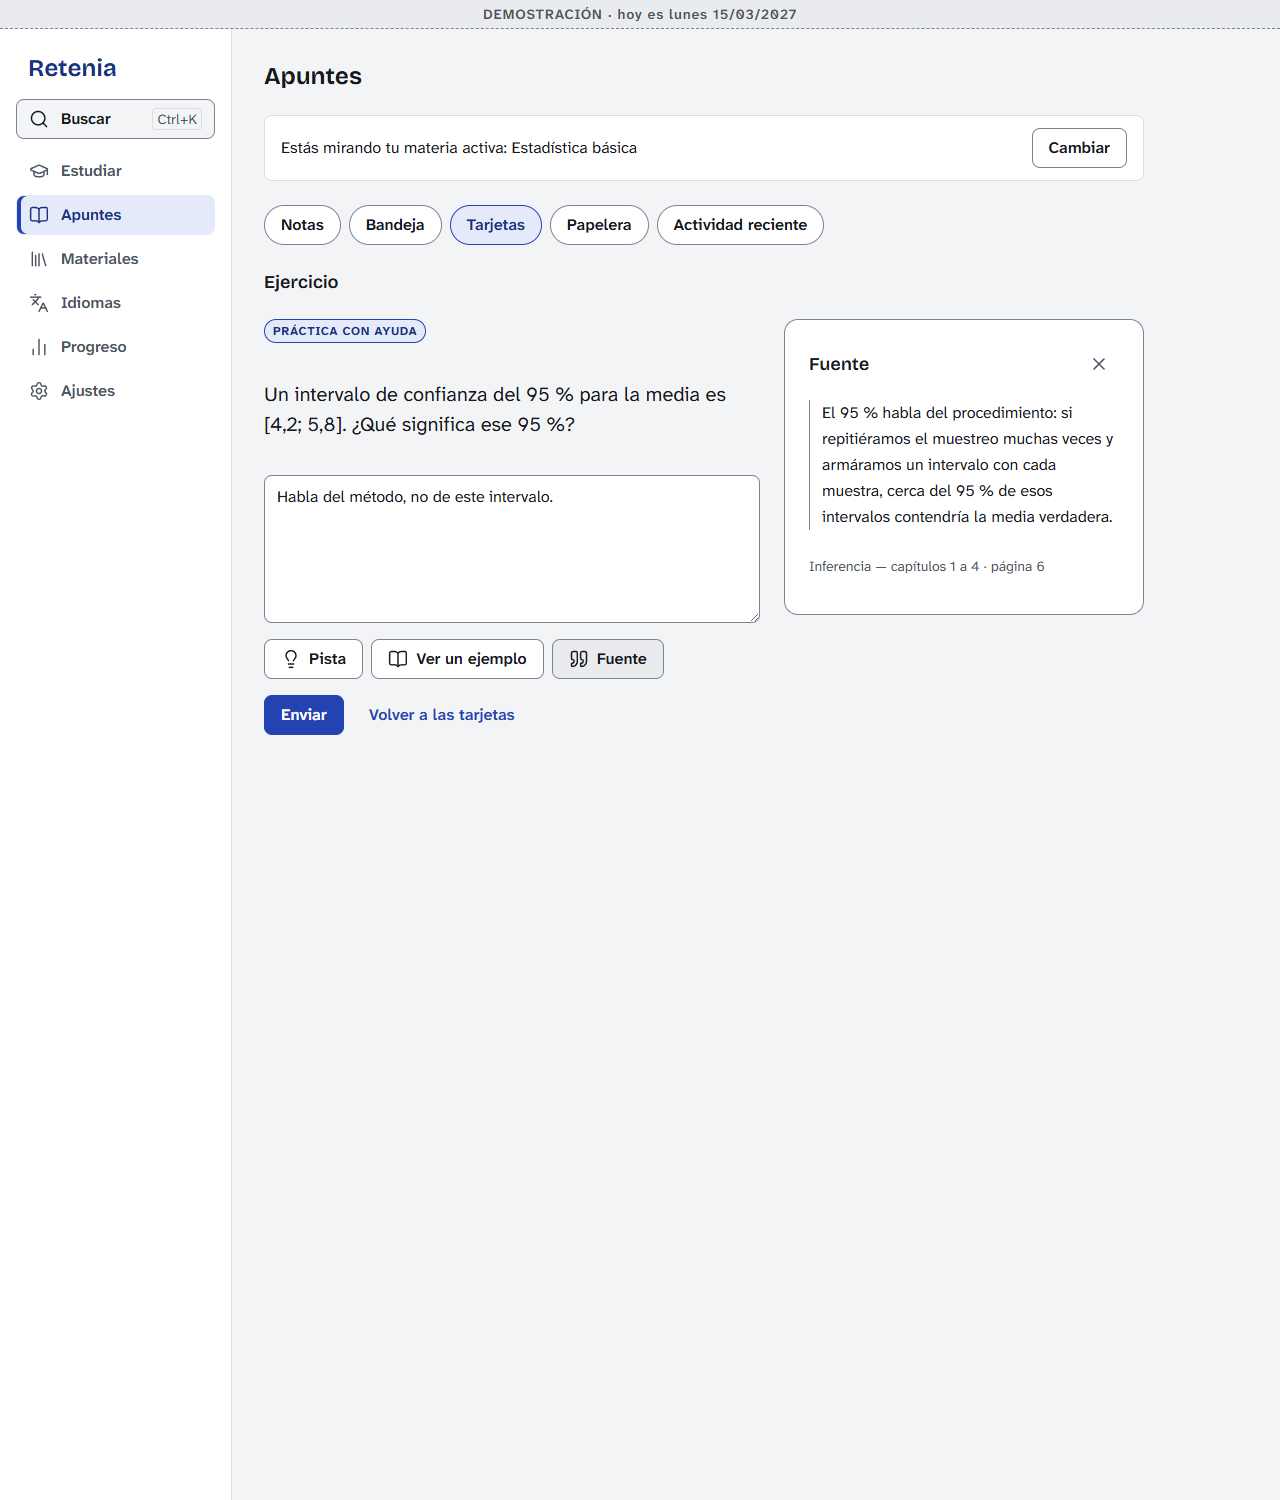 DEMOSTRACIÓN · hoy es lunes 15/03/2027
Retenia
Buscar Ctrl+K
Estudiar
Apuntes
Materiales
Idiomas
Progreso
Ajustes
Apuntes
Estás mirando tu materia activa: Estadística básica
Cambiar
Notas Bandeja Tarjetas Papelera Actividad reciente
Ejercicio
PRÁCTICA CON AYUDA
Un intervalo de confianza del 95 % para la media es
[4,2; 5,8]. ¿Qué significa ese 95 %?
Habla del método, no de este intervalo.
Pista Ver un ejemplo Fuente
Enviar Volver a las tarjetas
Fuente
El 95 % habla del procedimiento: si
repitiéramos el muestreo muchas veces y
armáramos un intervalo con cada
muestra, cerca del 95 % de esos
intervalos contendría la media verdadera.
Inferencia — capítulos 1 a 4 · página 6